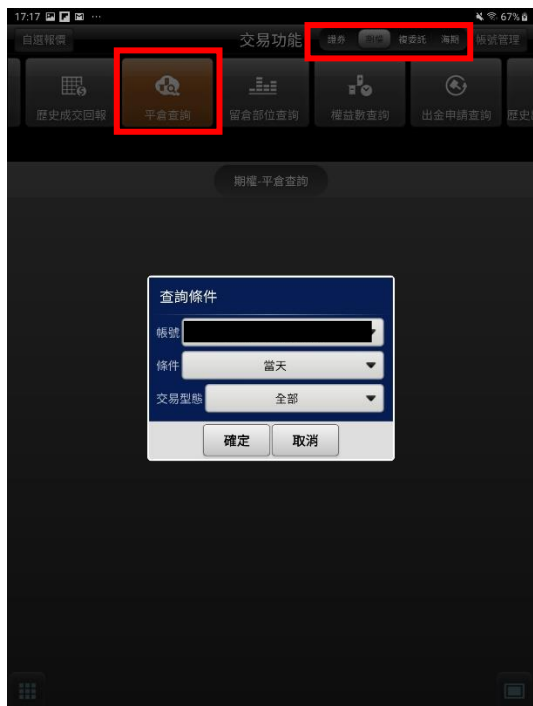 17:17 67%
自選報價 交易功能 證券 期權 複委託 海期 帳號管理
歷史成交回報 平倉查詢 留倉部位查詢 權益數查詢 出金申請查詢 歷史
期權-平倉查詢
查詢條件
帳號
條件 當天
交易型態 全部
確定 取消